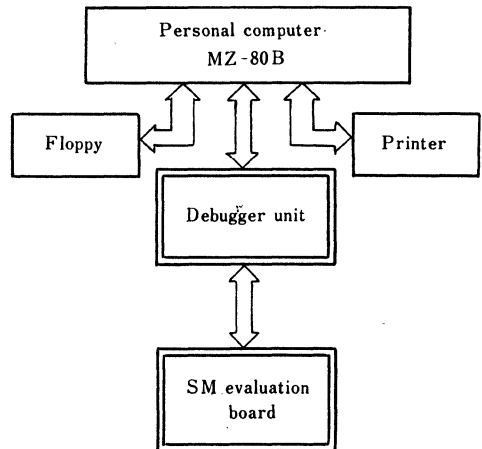 Personal computer
MZ-80B
Floppy
Printer
Debugger unit
SM evaluation
board